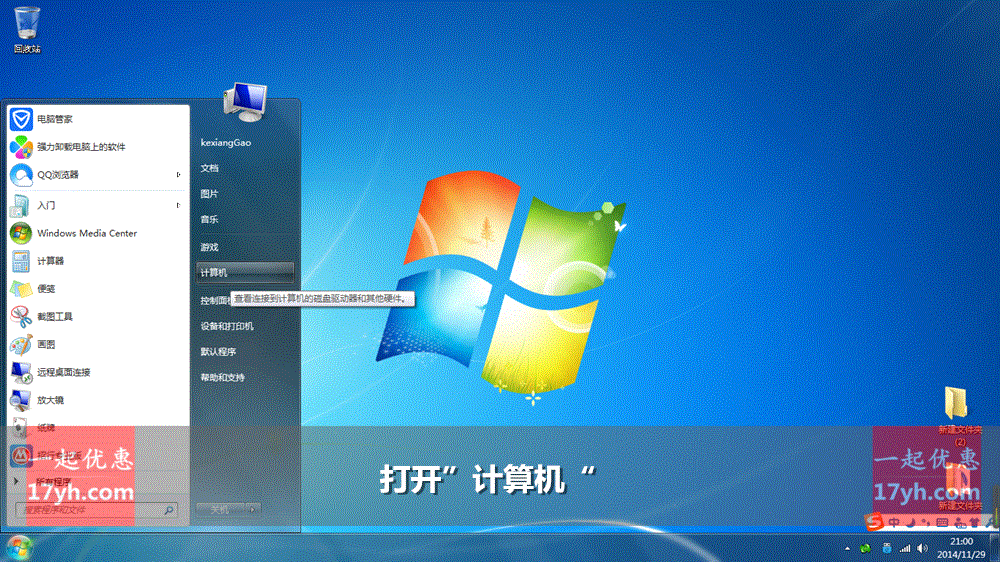 回收站
电脑管家
强力卸载电脑上的软件
QQ浏览器
入门
Windows Media Center
计算器
便笺
截图工具
画图
远程桌面连接
放大镜
纸牌
所有程序
搜索程序和文件
kexiangGao
文档
图片
音乐
游戏
计算机
控制面板
查看连接到计算机的磁盘驱动器和其他硬件。
设备和打印机
默认程序
帮助和支持
关机
新建文件夹
(2)
新建文件夹
一起优惠
17yh.com
打开”计算机“
一起优惠
17yh.com
S 中
21:00
2014/11/29